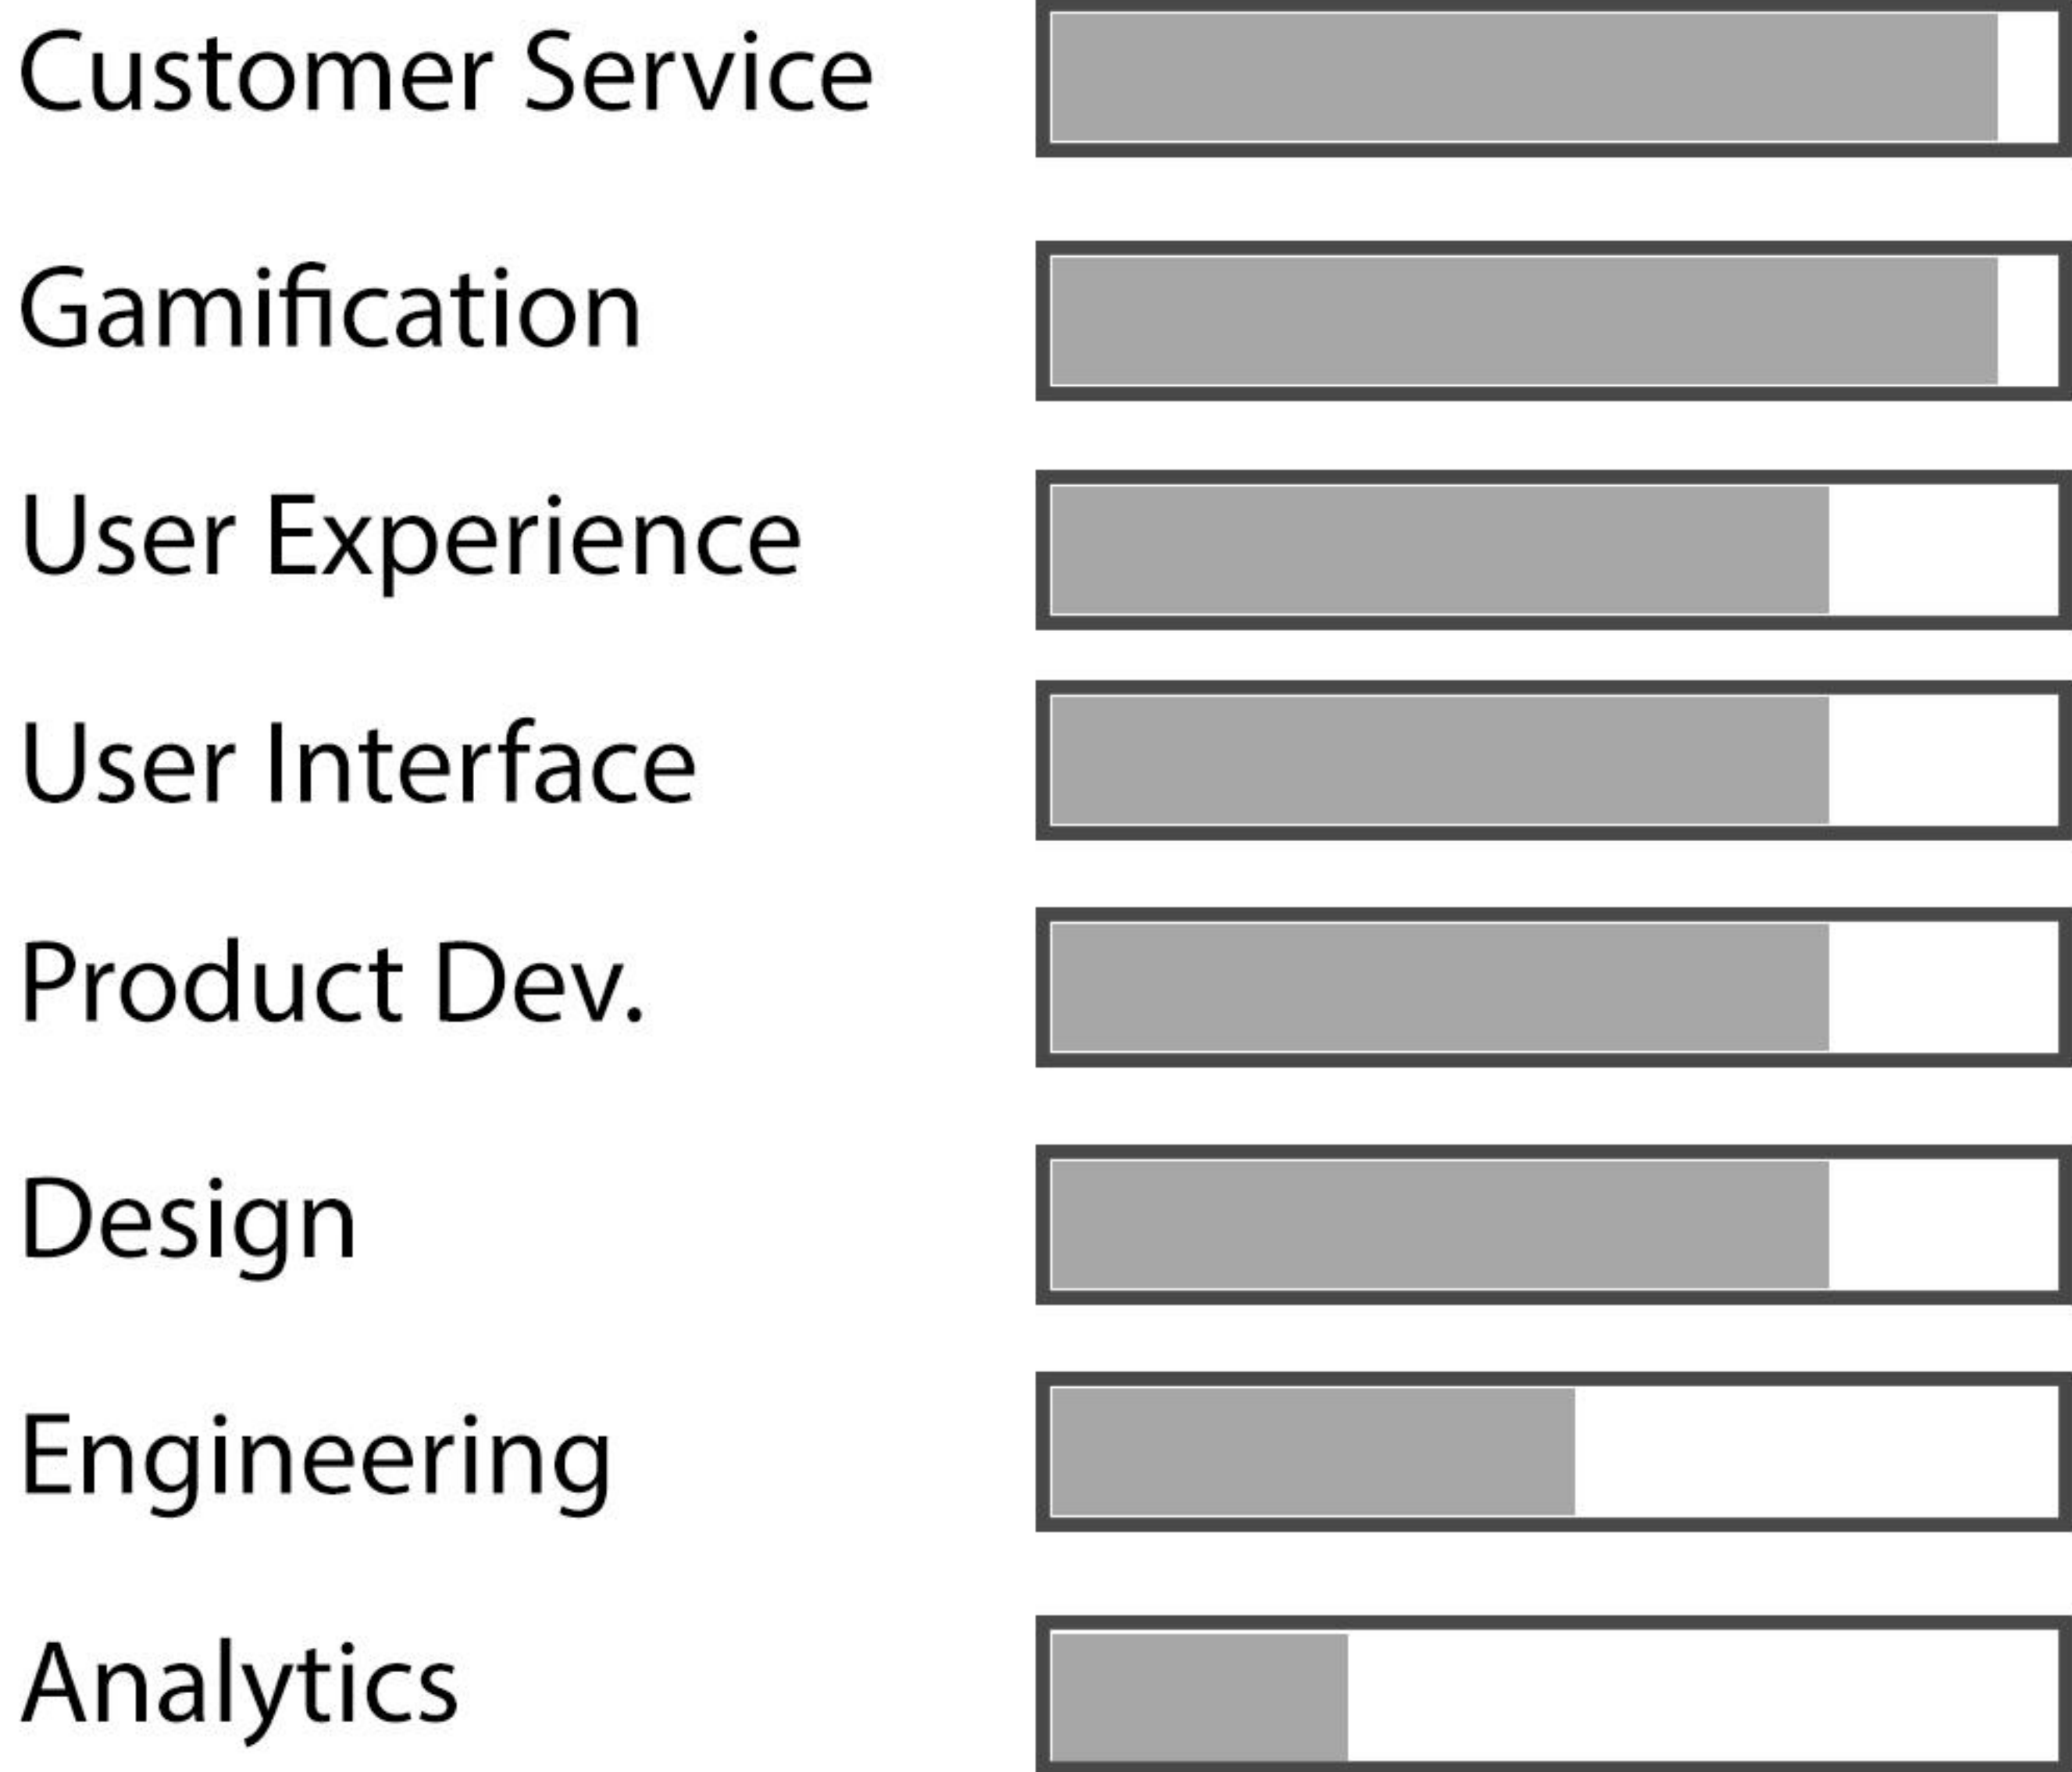 Customer Service
Gamification
User Experience
User Interface
Product Dev.
Design
Engineering
Analytics